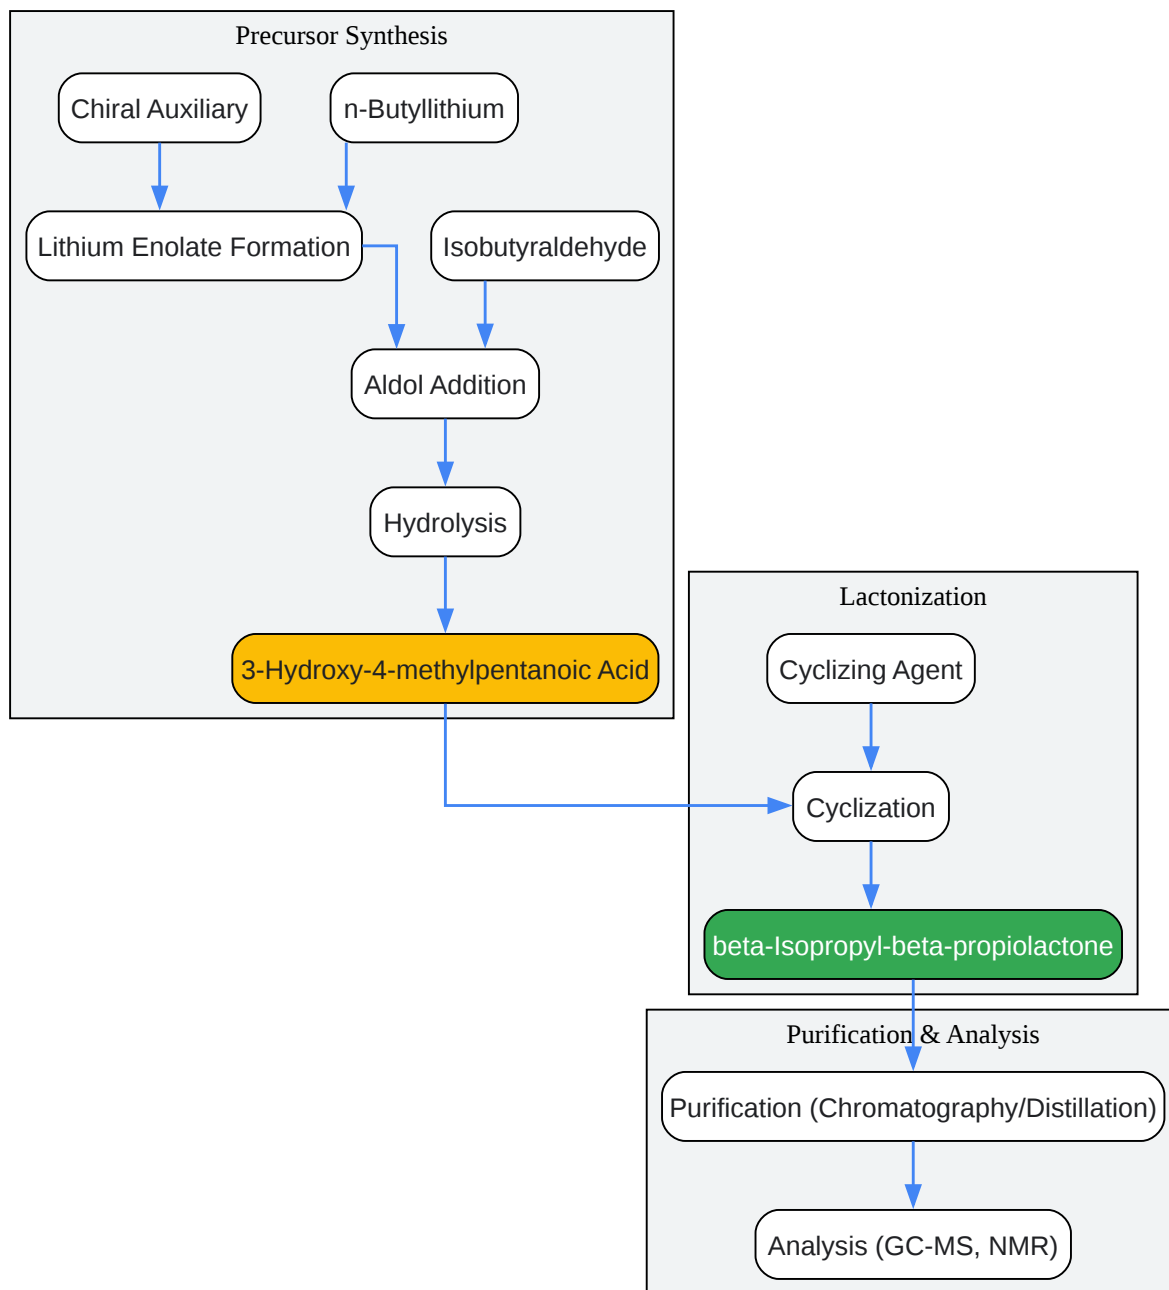 Precursor Synthesis
Chiral Auxiliary
n-Butyllithium
Lithium Enolate Formation
Isobutyraldehyde
Aldol Addition
Hydrolysis
3-Hydroxy-4-methylpentanoic Acid
Lactonization
Cyclizing Agent
Cyclization
beta-Isopropyl-beta-propiolactone
Purification & Analysis
Purification (Chromatography/Distillation)
Analysis (GC-MS, NMR)